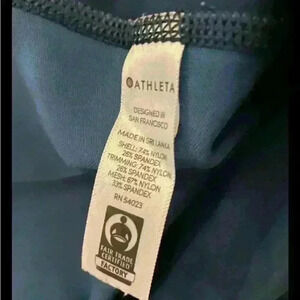 ATHLETA
DESIGNED IN
SAN FRANCISCO
MADE IN SRI LANKA
SHELL: 74% NYLON
26% SPANDEX
TRIMMING: 74% NYLON
26% SPANDEX
MESH: 67% NYLON
33% SPANDEX
RN 54023
FAIR TRADE
CERTIFIED
FACTORY